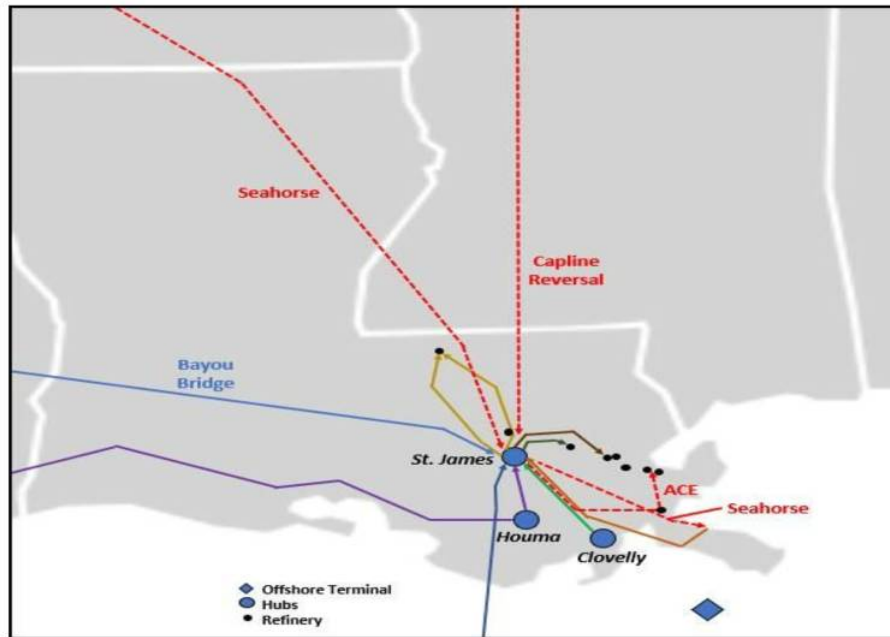 Seahorse
Capline
Reversal
Bayou
Bridge
St. James
ACE
Seahorse
Houma
Clovelly
Offshore Terminal
Hubs
Refinery